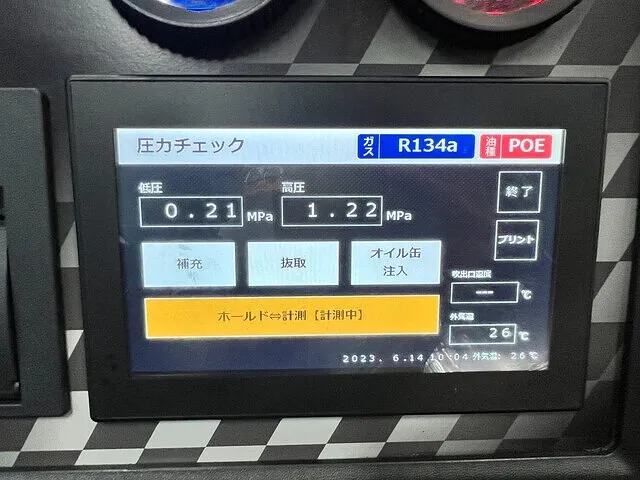 圧力チェック
ガス R134a 油種 POE
低圧 高圧
0.21 MPa 1.22 MPa
終了
プリント
補充 抜取 オイル缶注入
吹出口温度
--- ℃
ホールド⇔計測【計測中】
外気温
26 ℃
2023. 6.14 10:04 外気温: 26℃